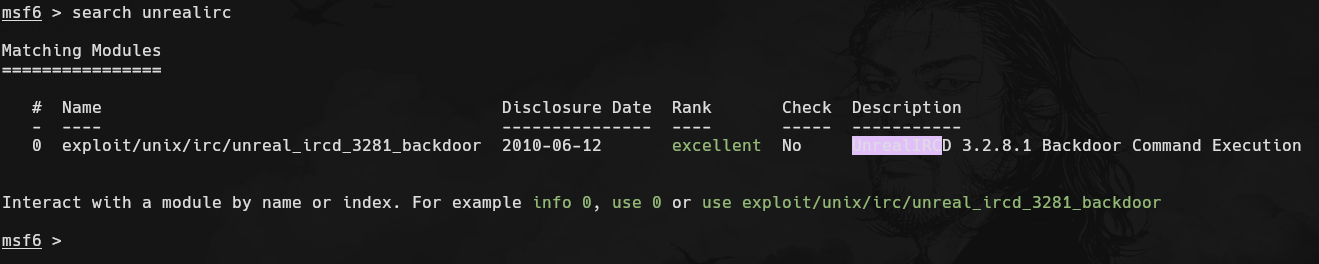 msf6 > search unrealirc
Matching Modules
================
#  Name                                        Disclosure Date  Rank       Check  Description
-  ----                                        ---------------  ----       -----  -----------
0  exploit/unix/irc/unreal_ircd_3281_backdoor  2010-06-12       excellent  No     UnrealIRCD 3.2.8.1 Backdoor Command Execution
Interact with a module by name or index. For example info 0, use 0 or use exploit/unix/irc/unreal_ircd_3281_backdoor
msf6 >